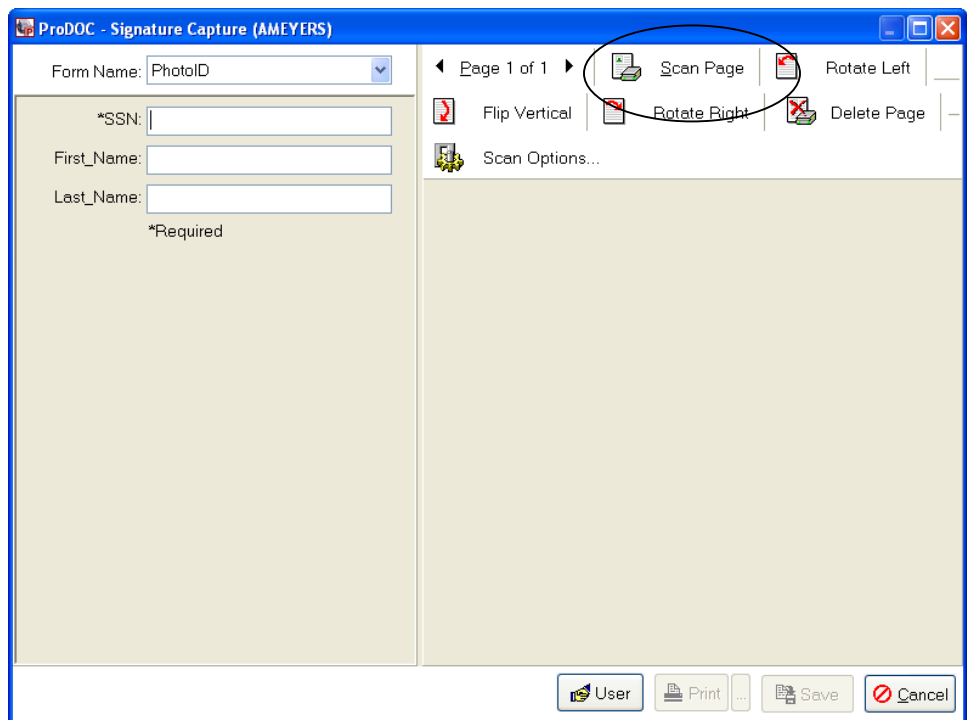 ProDOC - Signature Capture (AMEYERS)
Form Name: PhotoID
*SSN:
First_Name:
Last_Name:
*Required
Page 1 of 1 Scan Page Rotate Left
Flip Vertical Rotate Right Delete Page
Scan Options...
User Print ... Save Cancel